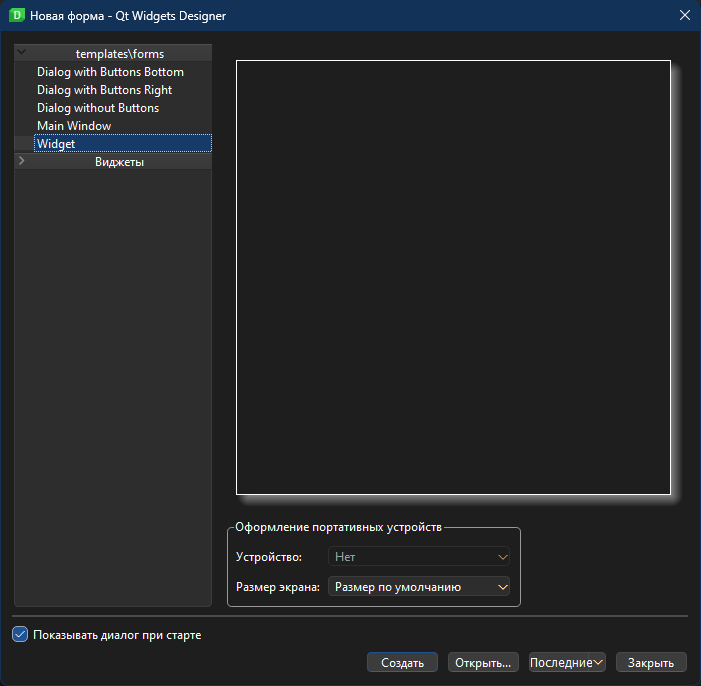 Новая форма - Qt Widgets Designer
templates\forms
Dialog with Buttons Bottom
Dialog with Buttons Right
Dialog without Buttons
Main Window
Widget
Виджеты
Оформление портативных устройств
Устройство: Нет
Размер экрана: Размер по умолчанию
Показывать диалог при старте
Создать Открыть... Последние Закрыть